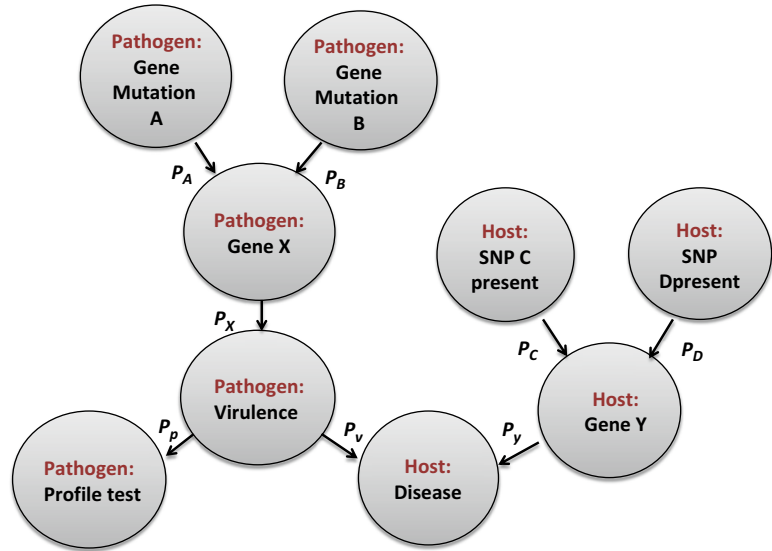 Pathogen:
Gene
Mutation
A
Pathogen:
Gene
Mutation
B
P_A
P_B
Pathogen:
Gene X
Host:
SNP C
present
Host:
SNP
Dpresent
P_X
P_C
P_D
Pathogen:
Virulence
Host:
Gene Y
P_p
P_v
P_y
Pathogen:
Profile test
Host:
Disease